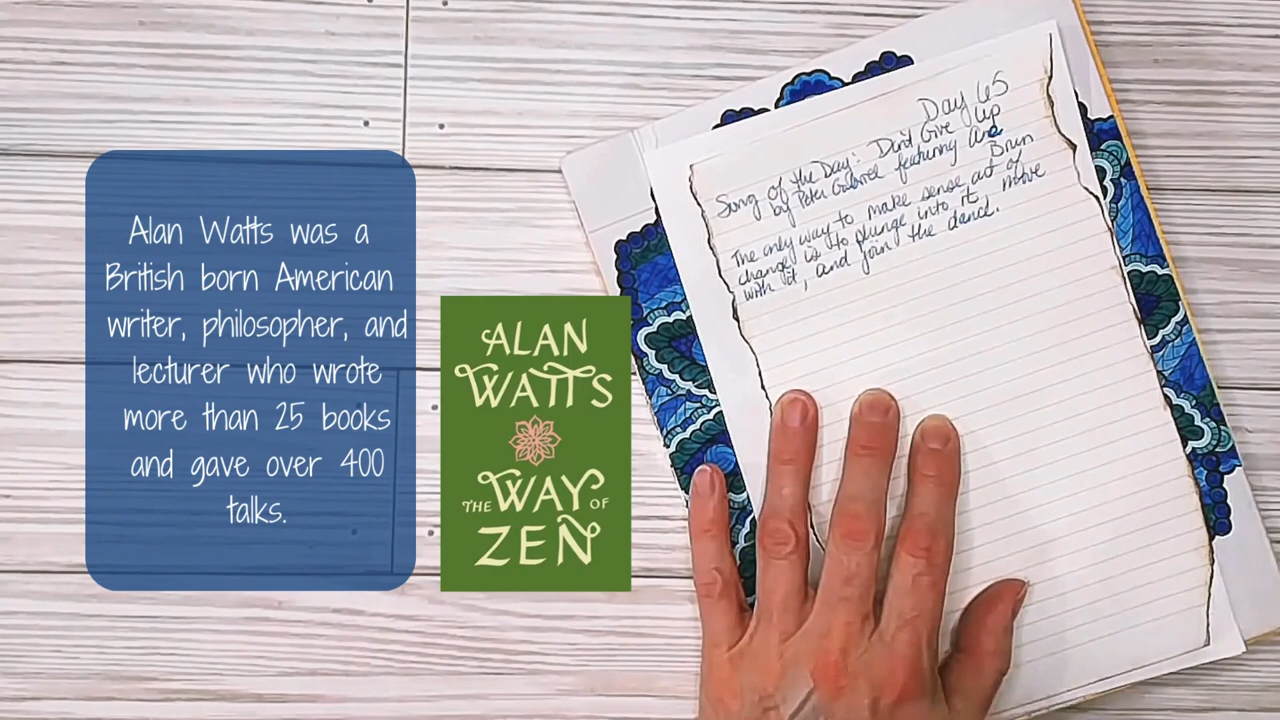 Alan Watts was a
British born American
writer, philosopher, and
lecturer who wrote
more than 25 books
and gave over 400
talks.
ALAN
WATTS
THE WAY OF
ZEN
Day 65
Song of the Day: Don't Give Up
by Peter Gabriel featuring Ane
Brun
The only way to make sense out of
change is to plunge into it, move
with it, and join the dance.